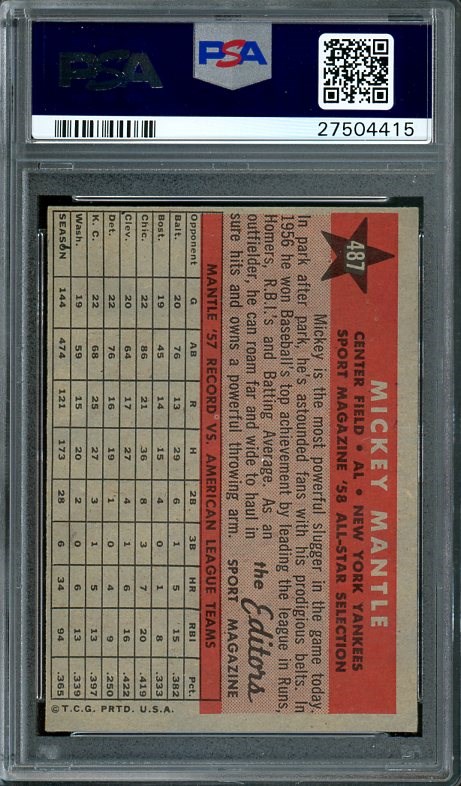 PSA
PSA
27504415
487
MICKEY MANTLE
CENTER FIELD • AL • NEW YORK YANKEES
SPORT MAGAZINE '58 ALL-STAR SELECTION
Mickey is the most powerful slugger in the game today.
In park after park, he's astounded fans with his prodigious belts. In
1956 he won Baseball's top achievement by leading the league in Runs,
Homers, R.B.I.'s and Batting Average. As an
outfielder, he can roam far and wide to haul in
sure hits and owns a powerful throwing arm.
the Editors
SPORT MAGAZINE
MANTLE '57 RECORD VS. AMERICAN LEAGUE TEAMS
Opponent G AB R H 2B 3B HR RBI Pct.
Balt. 20 76 13 29 6 1 5 15 .382
Bost. 19 45 14 15 4 0 1 8 .333
Chic. 22 86 21 36 8 3 7 20 .419
Clev. 20 64 17 27 4 1 6 16 .422
Det. 22 76 16 19 1 0 4 9 .250
K. C. 22 68 25 27 3 1 5 13 .397
Wash. 19 59 15 20 2 0 6 13 .339
SEASON 144 474 121 173 28 6 34 94 .365
© T.C.G. PRTD. U.S.A.